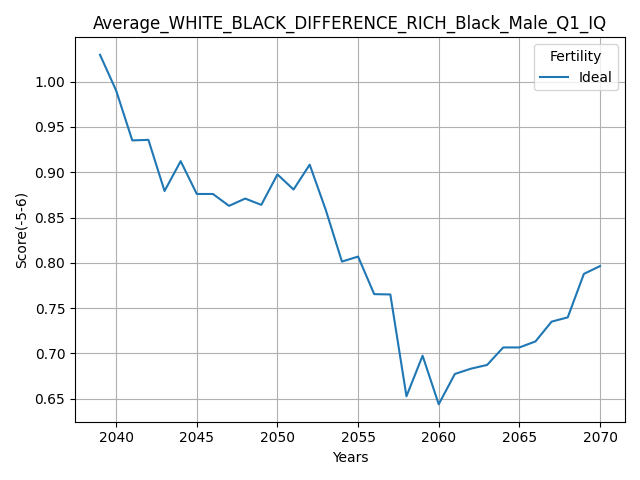 Average_WHITE_BLACK_DIFFERENCE_RICH_Black_Male_Q1_IQ
Fertility
Ideal
Score(-5-6)
1.00
0.95
0.90
0.85
0.80
0.75
0.70
0.65
2040 2045 2050 2055 2060 2065 2070
Years